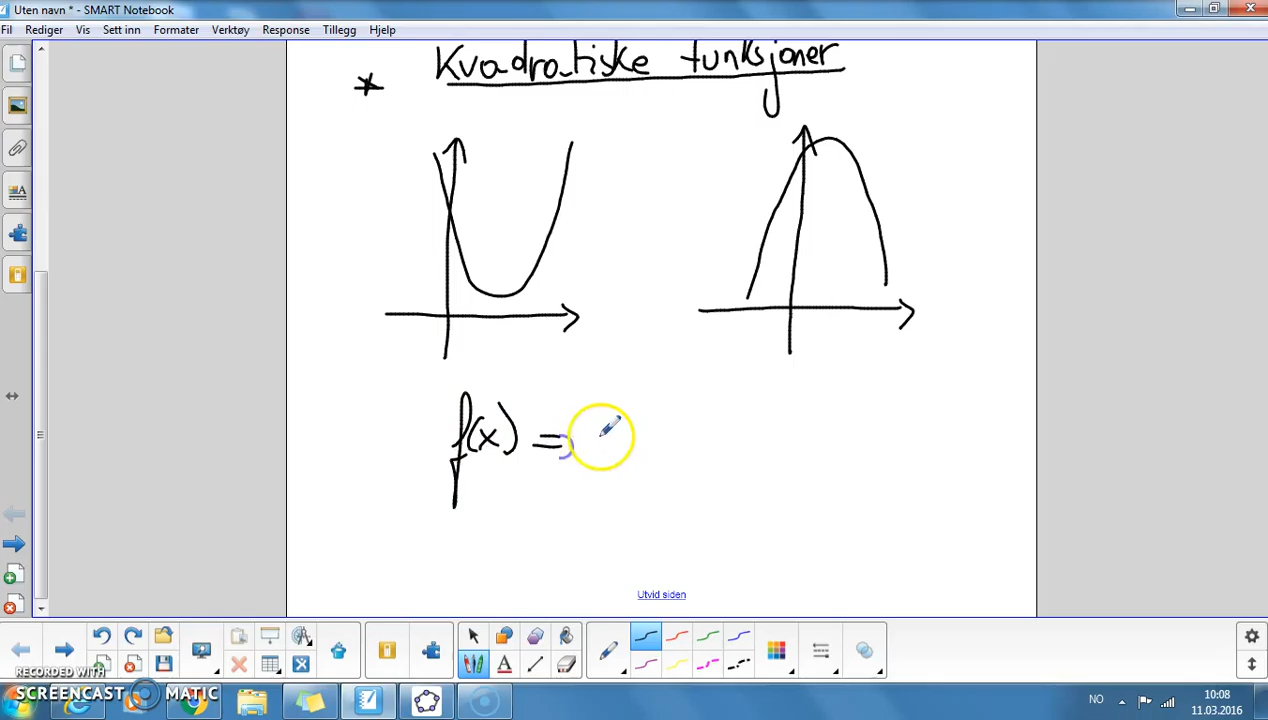 Uten navn * - SMART Notebook
Fil Rediger Vis Sett inn Formater Verktøy Response Tillegg Hjelp
Kvadratiske funksjoner
*
f(x) =
Utvid siden
A
RECORDED WITH
SCREENCAST MATIC
NO
10:08
11.03.2016